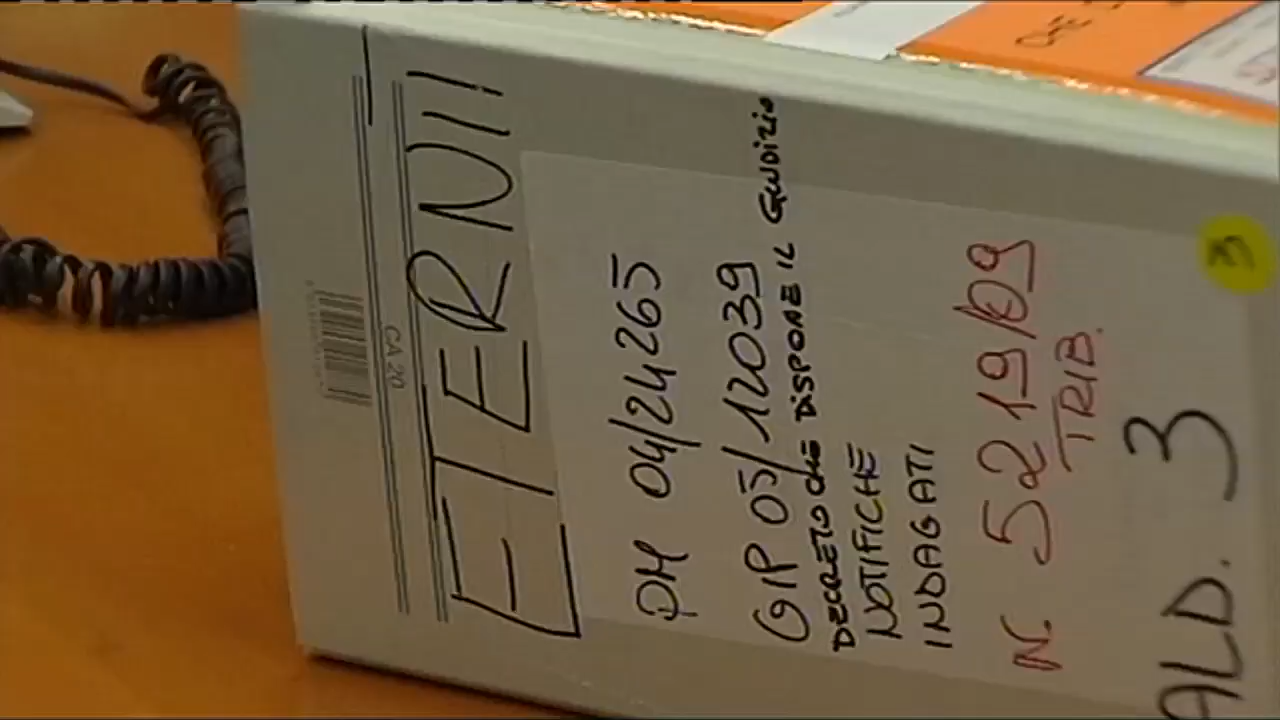 CA 20
ETERNIT
PM 04/24265
GIP 05/12039
DECRETO CHE DISPONE IL GIUDIZIO
NOTIFICHE
INDAGATI
N. 5219/09
TRIB.
ALD. 3
3